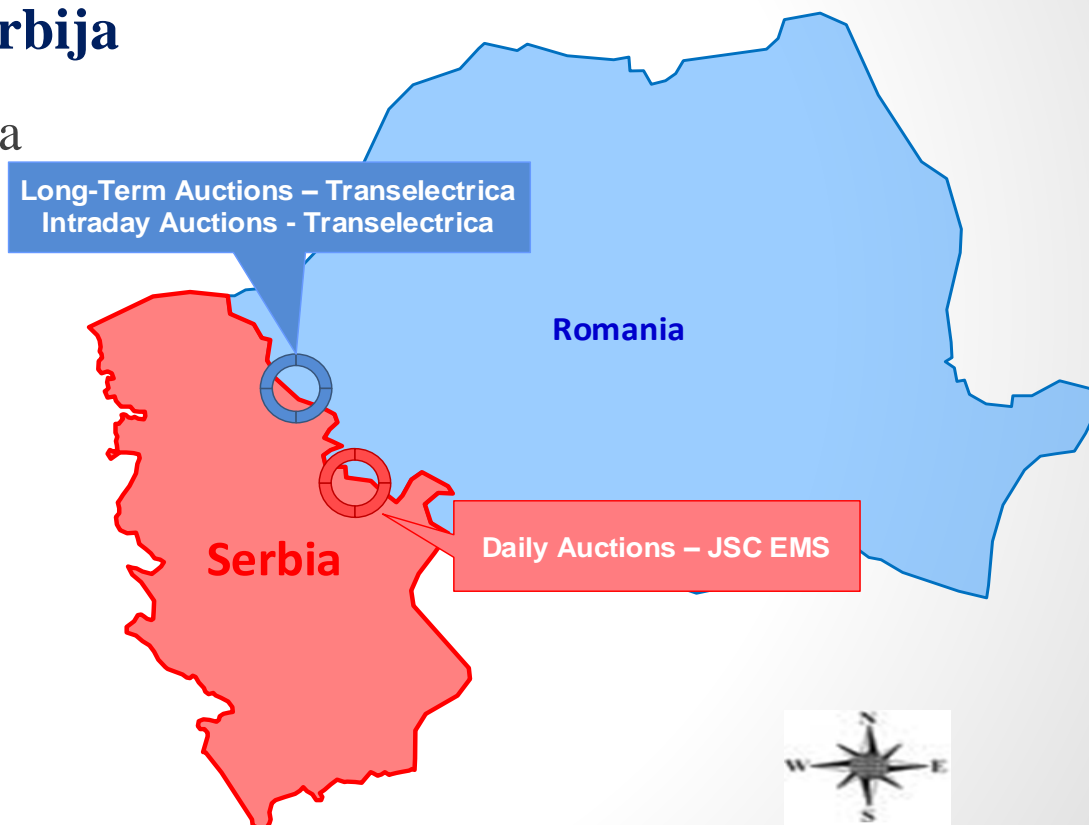 rbija
a
Long-Term Auctions – Transelectrica
Intraday Auctions - Transelectrica
Romania
Serbia
Daily Auctions – JSC EMS
N
W
E
S